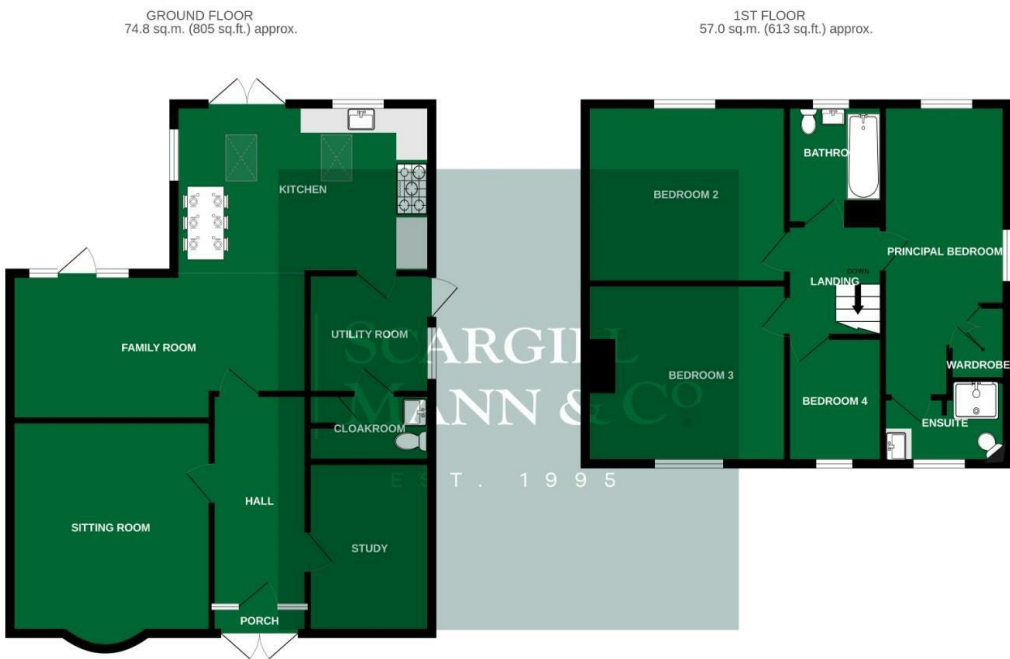 GROUND FLOOR
74.8 sq.m. (805 sq.ft.) approx.
1ST FLOOR
57.0 sq.m. (613 sq.ft.) approx.
KITCHEN
FAMILY ROOM
UTILITY ROOM
CLOAKROOM
SITTING ROOM
HALL
STUDY
PORCH
BEDROOM 2
BATHRO
PRINCIPAL BEDROOM
DOWN
LANDING
BEDROOM 3
BEDROOM 4
WARDROBE
ENSUITE
SCARGILL
MANN & CO
EST. 1995